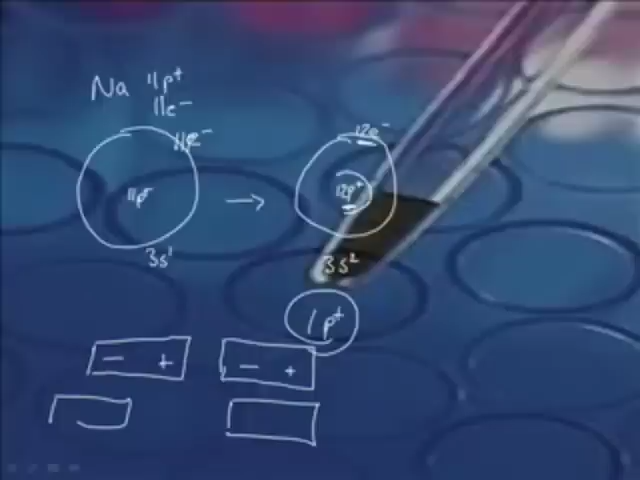 Na 11p+
11e-
11e- 12e-
11p+ → 12p+
3s1 3s2
1p+
- + - +